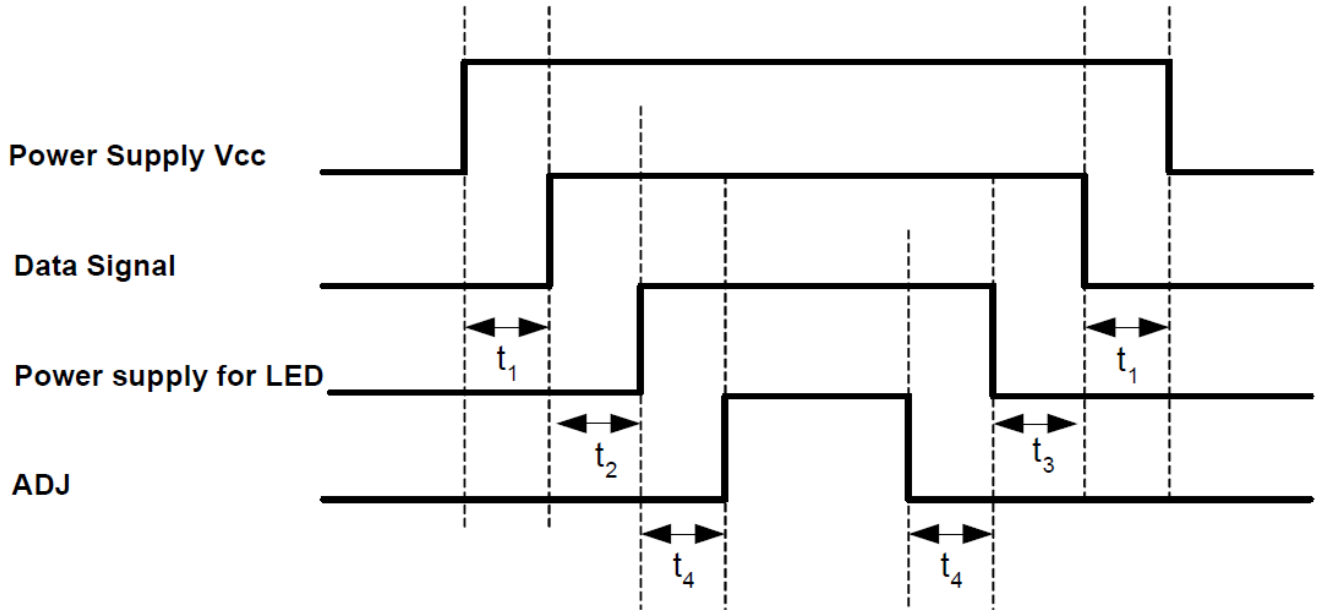 Power Supply Vcc
Data Signal
t₁
t₁
Power supply for LED
t₂
t₃
ADJ
t₄
t₄